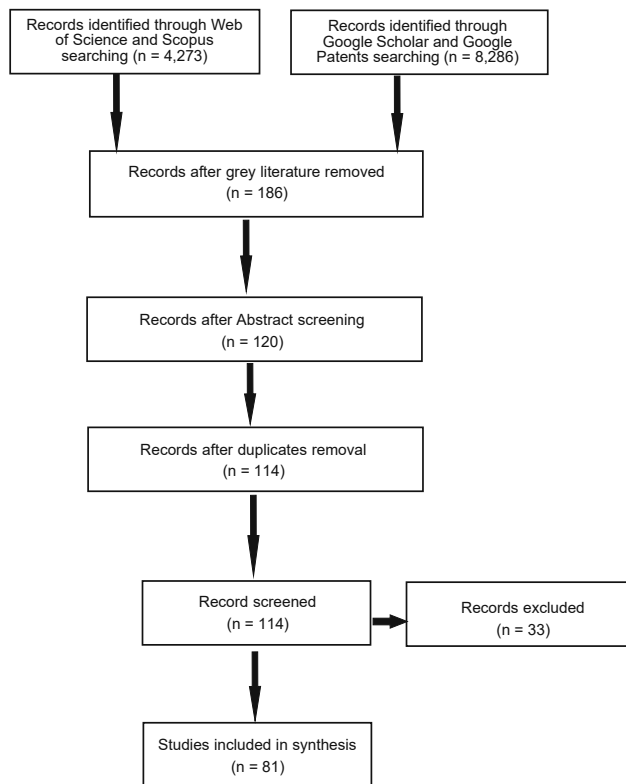 Records identified through Web
of Science and Scopus
searching (n = 4,273)
Records identified through
Google Scholar and Google
Patents searching (n = 8,286)
Records after grey literature removed
(n = 186)
Records after Abstract screening
(n = 120)
Records after duplicates removal
(n = 114)
Record screened
(n = 114)
Records excluded
(n = 33)
Studies included in synthesis
(n = 81)